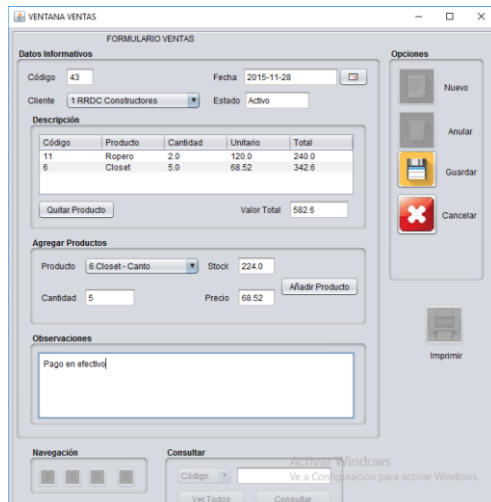 VENTANA VENTAS
FORMULARIO VENTAS
Datos Informativos
Código 43 Fecha 2015-11-28
Cliente 1 RRDC Constructores Estado Activo
Descripción
Código Producto Cantidad Unitario Total
11 Ropero 2.0 120.0 240.0
6 Closet 5.0 68.52 342.6
Quitar Producto Valor Total 582.6
Agregar Productos
Producto 6 Closet - Canto Stock 224.0
Cantidad 5 Precio 68.52 Añadir Producto
Observaciones
Pago en efectivo
Navegación
Consultar
Código
Ver Todos Consultar
Opciones
Nuevo
Anular
Guardar
Cancelar
Imprimir
Activar Windows
Ve a Configuración para activar Windows.